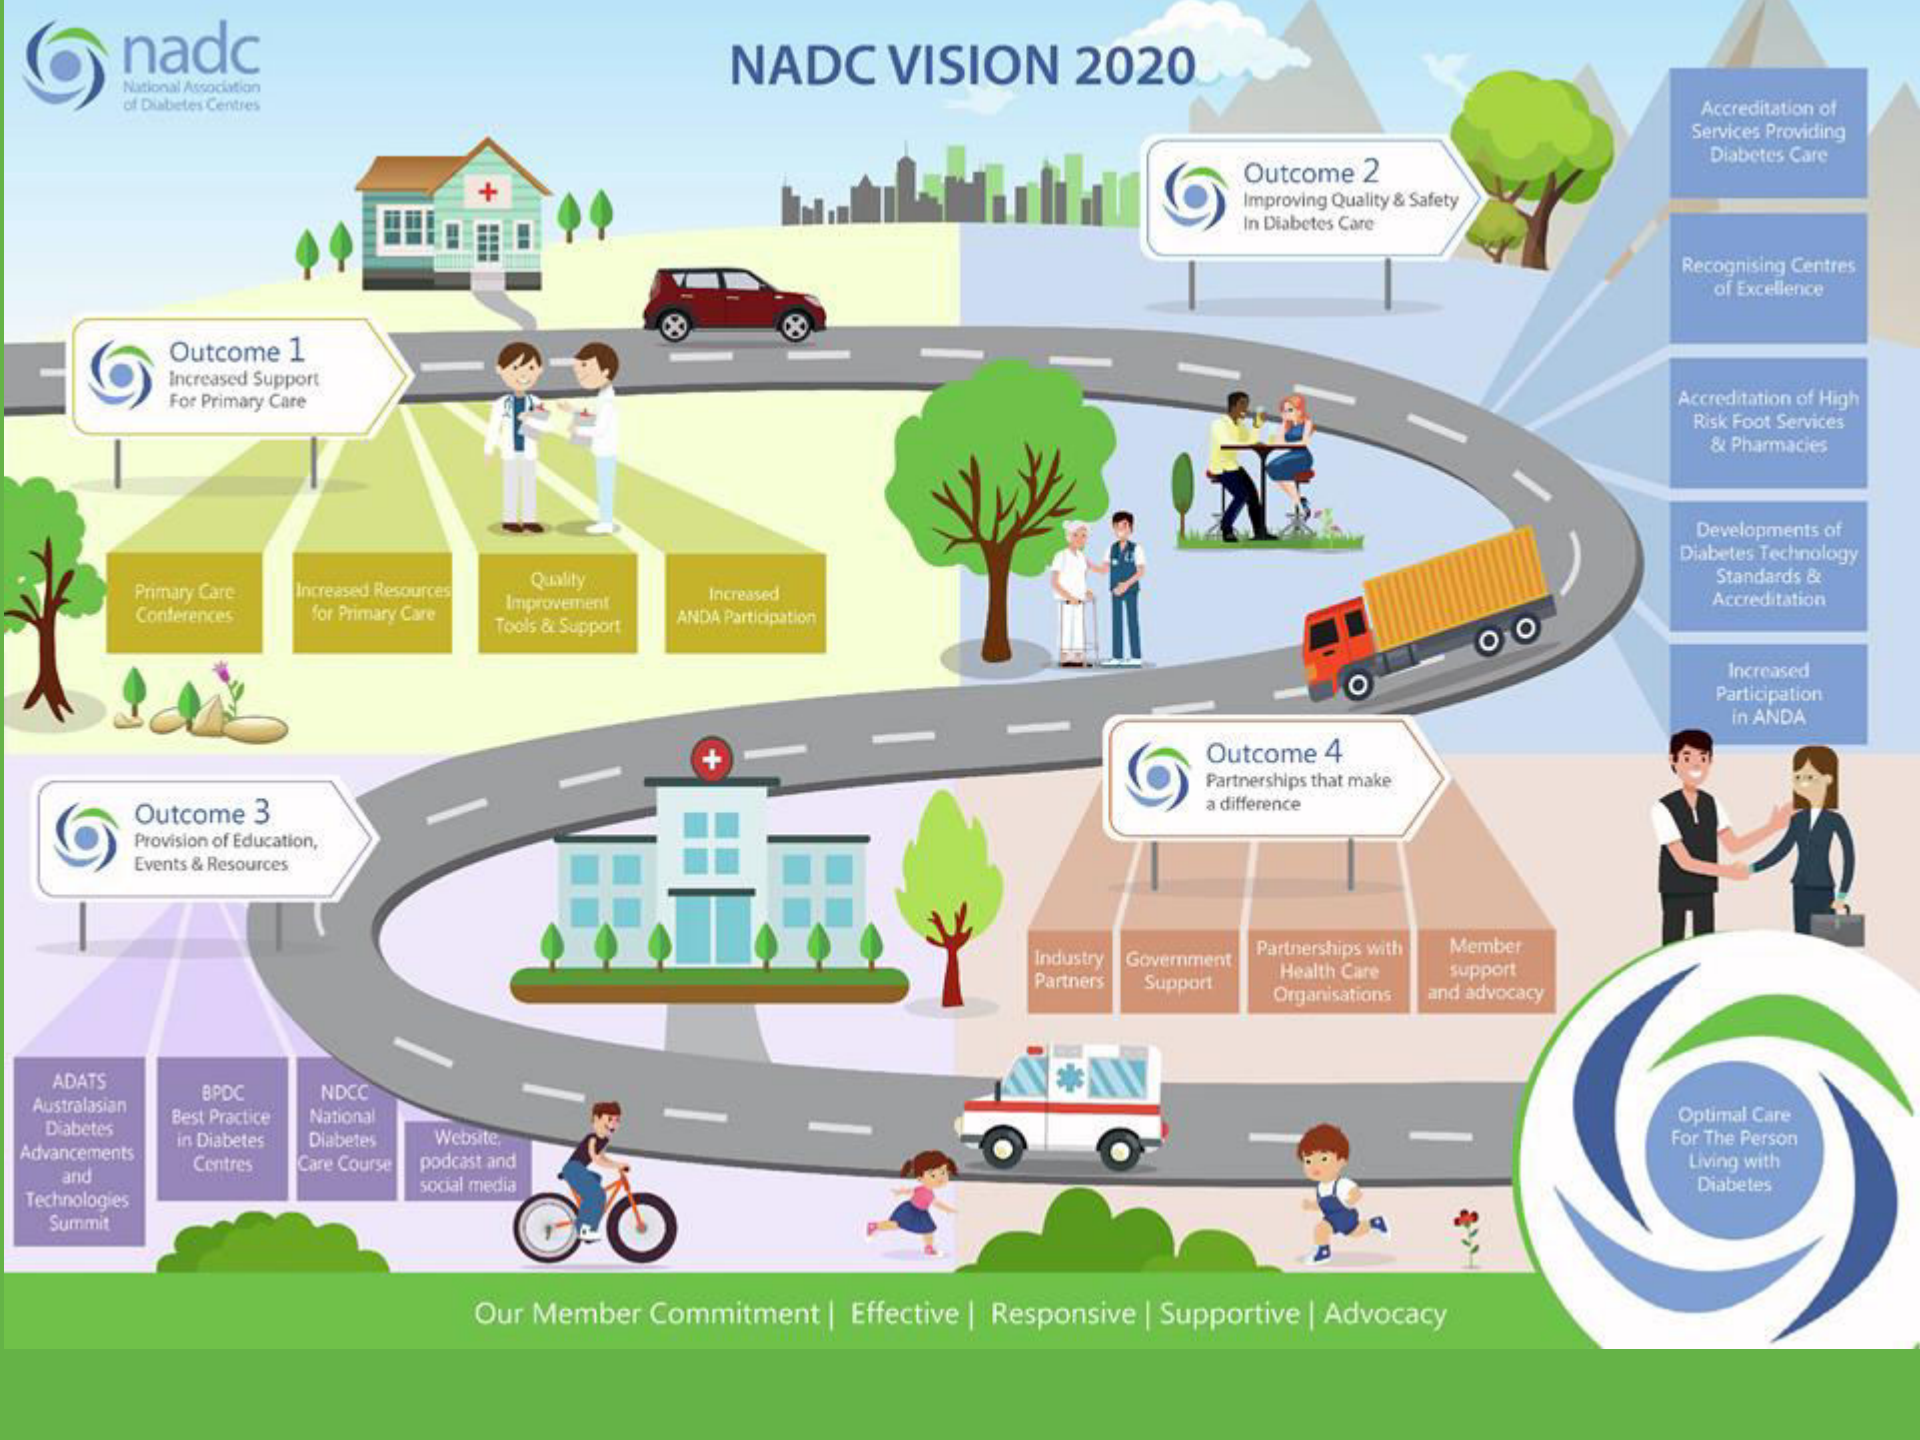 nadc
National Association
of Diabetes Centres
NADC VISION 2020
Outcome 1
Increased Support
For Primary Care
Primary Care
Conferences
Increased Resources
for Primary Care
Quality
Improvement
Tools & Support
Increased
ANDA Participation
Outcome 2
Improving Quality & Safety
In Diabetes Care
Accreditation of
Services Providing
Diabetes Care
Recognising Centres
of Excellence
Accreditation of High
Risk Foot Services
& Pharmacies
Developments of
Diabetes Technology
Standards &
Accreditation
Increased
Participation
in ANDA
Outcome 3
Provision of Education,
Events & Resources
ADATS
Australasian
Diabetes
Advancements
and
Technologies
Summit
BPDC
Best Practice
in Diabetes
Centres
NDCC
National
Diabetes
Care Course
Website,
podcast and
social media
Outcome 4
Partnerships that make
a difference
Industry
Partners
Government
Support
Partnerships with
Health Care
Organisations
Member
support
and advocacy
Optimal Care
For The Person
Living with
Diabetes
Our Member Commitment | Effective | Responsive | Supportive | Advocacy